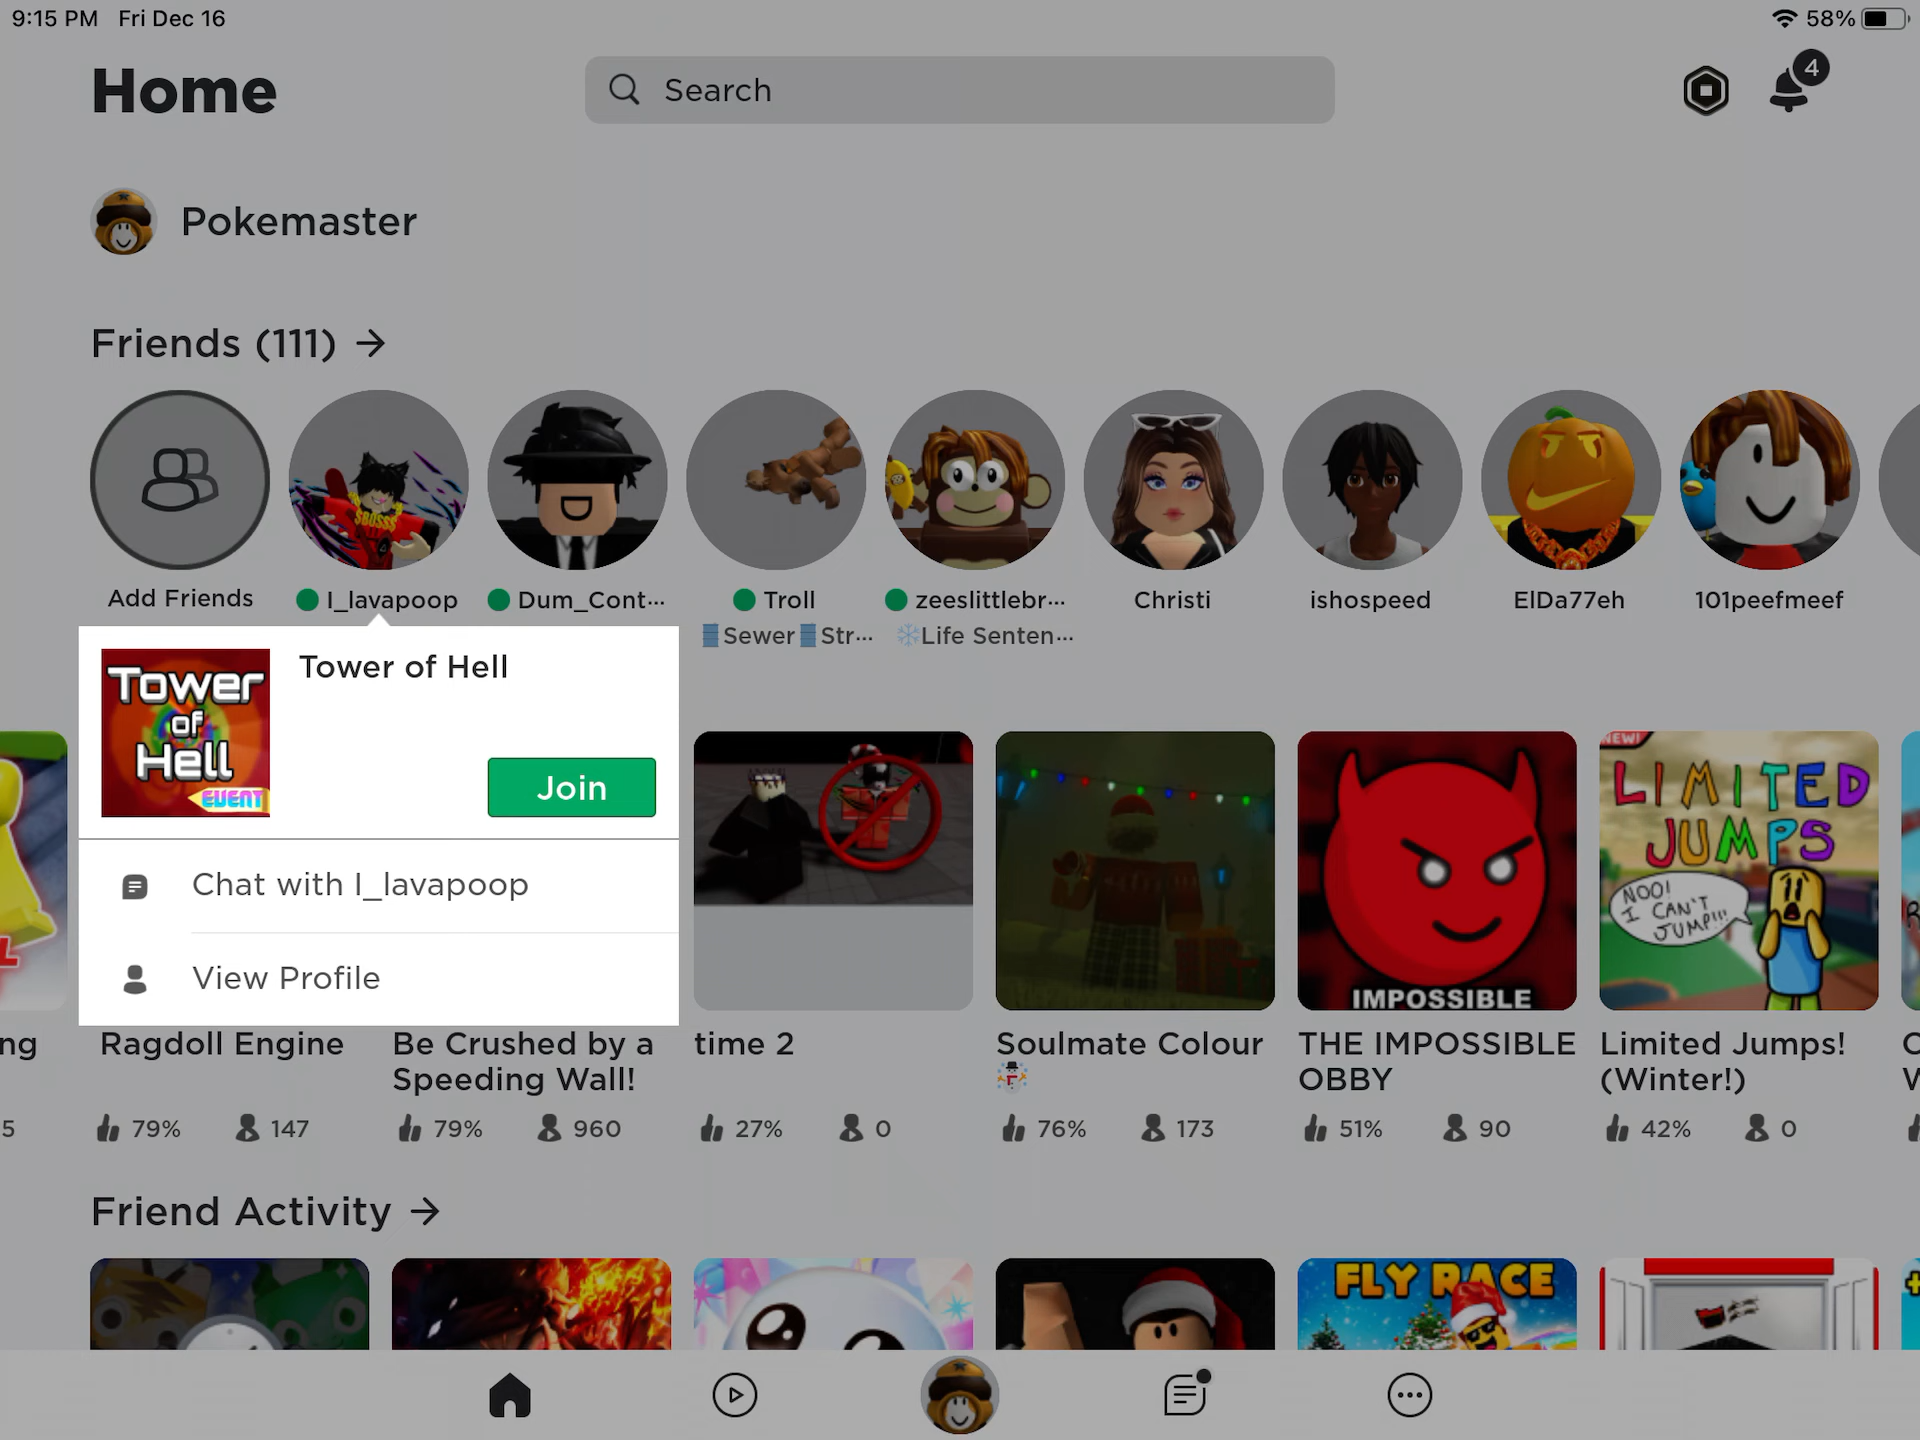 9:15 PM Fri Dec 16
58%
Home
Search
4
Pokemaster
Friends (111)
Add Friends
I_lavapoop
Dum_Cont...
Troll
zeeslittlebr...
Christi
ishospeed
ElDa77eh
101peefmeef
Sewer Str...
Life Senten...
Tower of Hell
Tower
of
Hell
EVENT
Join
Chat with I_lavapoop
View Profile
$BOSS$
IMPOSSIBLE
NEW!
LIMITED
JUMPS
NOO!
I CAN'T
JUMP!!!
ng
Ragdoll Engine
Be Crushed by a
Speeding Wall!
time 2
Soulmate Colour
THE IMPOSSIBLE
OBBY
Limited Jumps!
(Winter!)
5
79% 147
79% 960
27% 0
76% 173
51% 90
42% 0
Friend Activity
FLY RACE